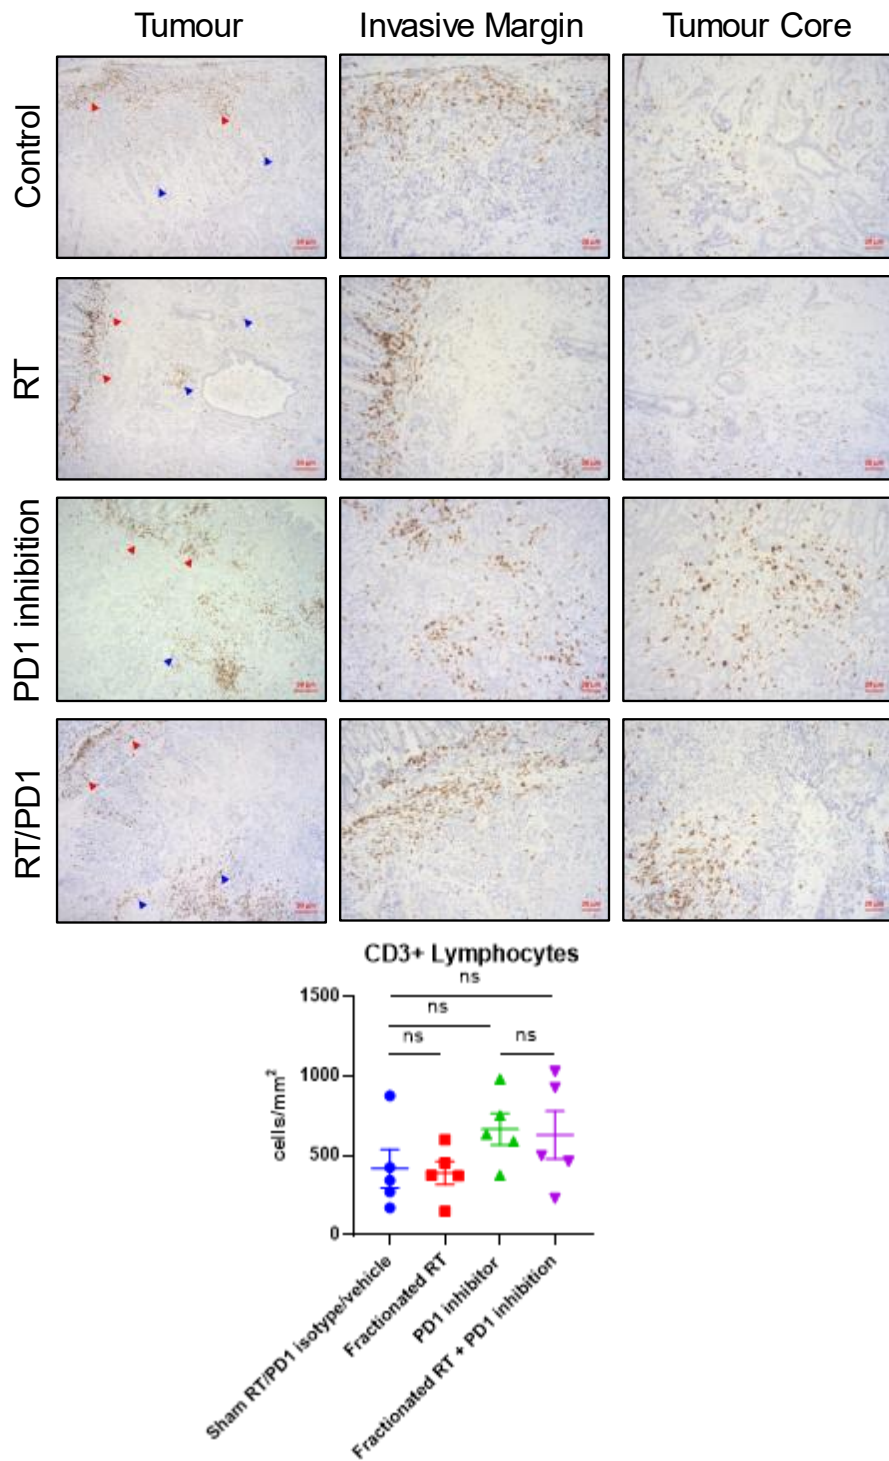 Tumour Invasive Margin Tumour Core
Control
RT
PD1 inhibition
RT/PD1
CD3+ Lymphocytes
ns
ns
ns ns
1500
1000
500
0
cells/mm²
Sham RT/PD1 isotype/vehicle
Fractionated RT
PD1 inhibitor
Fractionated RT + PD1 inhibition